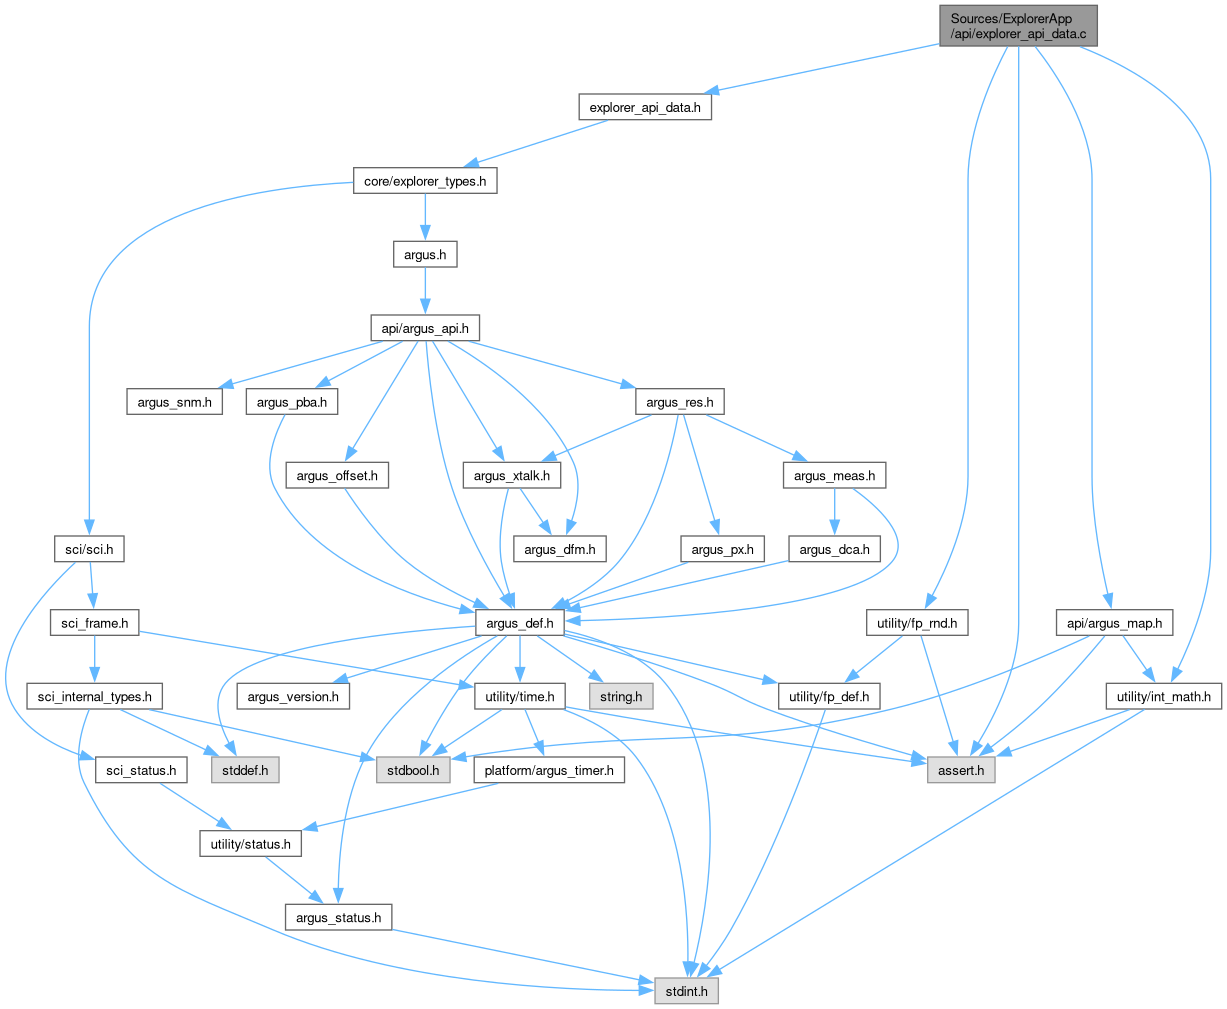 Sources/ExplorerApp
/api/explorer_api_data.c
explorer_api_data.h
core/explorer_types.h
argus.h
api/argus_api.h
argus_snm.h
argus_pba.h
argus_res.h
argus_offset.h
argus_xtalk.h
argus_meas.h
sci/sci.h
argus_dfm.h
argus_px.h
argus_dca.h
sci_frame.h
argus_def.h
utility/fp_rnd.h
api/argus_map.h
sci_internal_types.h
argus_version.h
utility/time.h
string.h
utility/fp_def.h
utility/int_math.h
sci_status.h
stddef.h
stdbool.h
platform/argus_timer.h
assert.h
utility/status.h
argus_status.h
stdint.h